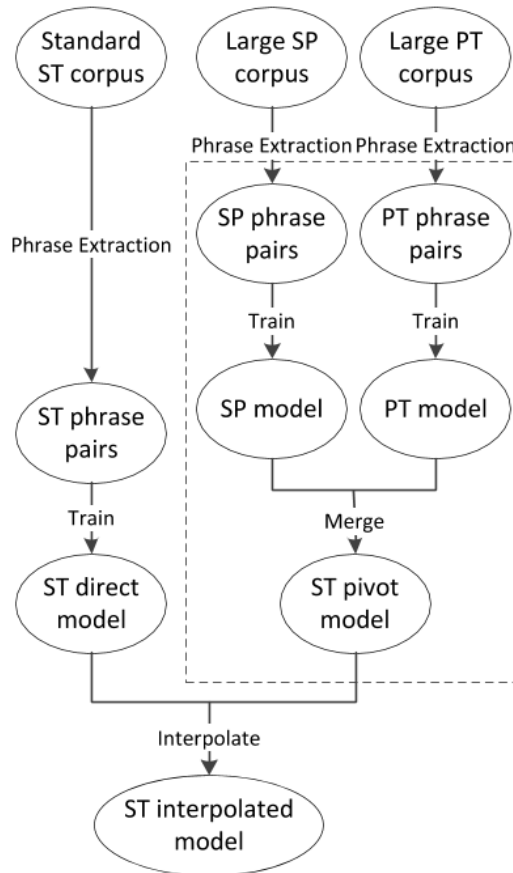 Standard
ST corpus
Large SP
corpus
Large PT
corpus
Phrase Extraction
Phrase Extraction
Phrase Extraction
SP phrase
pairs
PT phrase
pairs
Train
Train
SP model
PT model
ST phrase
pairs
Train
Merge
ST direct
model
ST pivot
model
Interpolate
ST interpolated
model